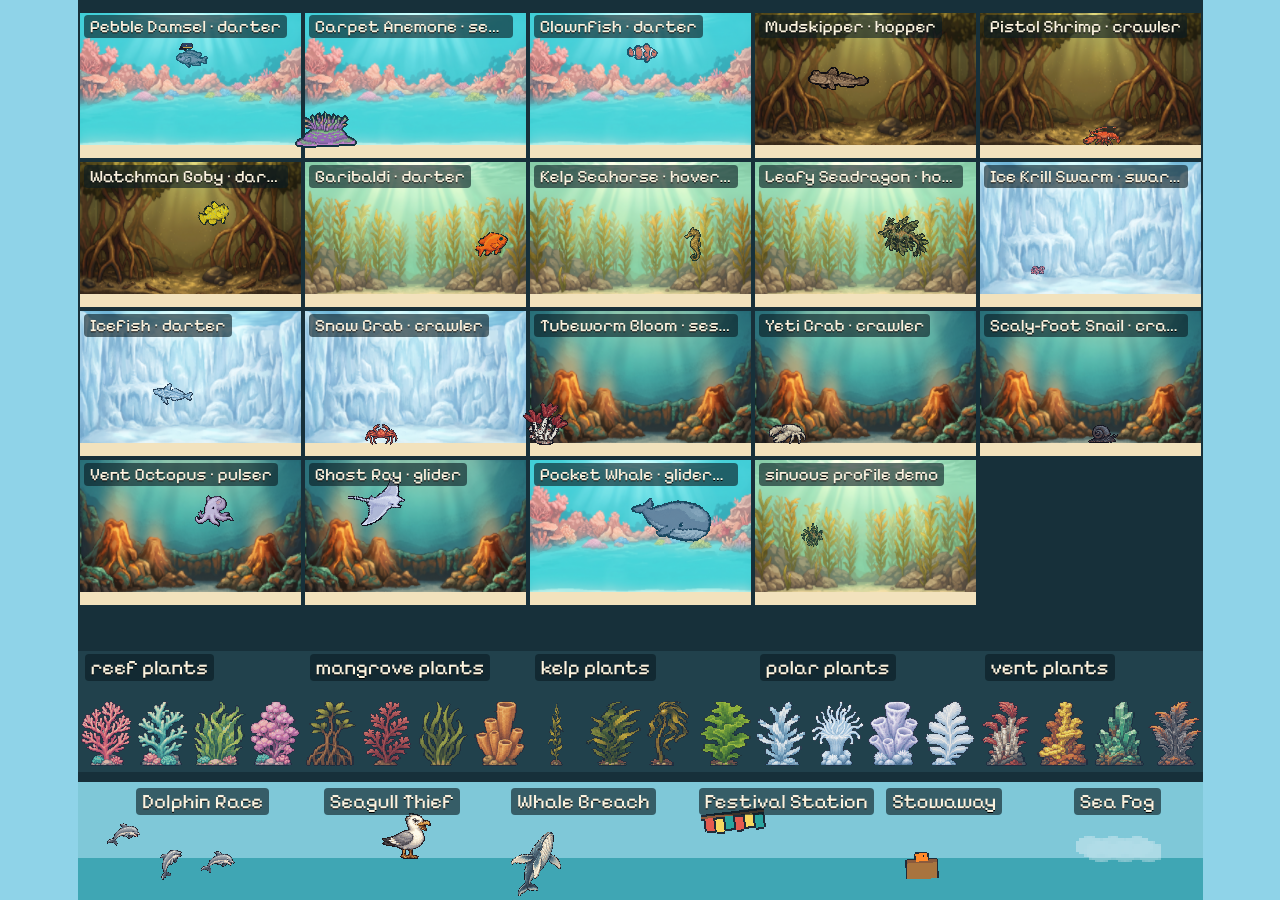 Pebble Damsel · darter
Carpet Anemone · se...
Clownfish · darter
Mudskipper · hopper
Pistol Shrimp · crawler
Watchman Goby · dar...
Garibaldi · darter
Kelp Seahorse · hover...
Leafy Seadragon · ho...
Ice Krill Swarm · swar...
Icefish · darter
Snow Crab · crawler
Tubeworm Bloom · ses...
Yeti Crab · crawler
Scaly-foot Snail · cra...
Vent Octopus · pulser
Ghost Ray · glider
Pocket Whale · glider...
sinuous profile demo
reef plants
mangrove plants
kelp plants
polar plants
vent plants
Dolphin Race
Seagull Thief
Whale Breach
Festival Station
Stowaway
Sea Fog